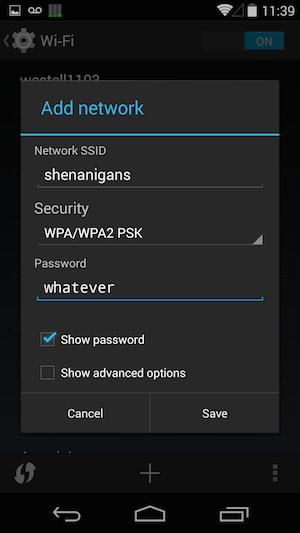 11:39
Wi-Fi
ON
westell1103
Add network
Network SSID
shenanigans
Security
WPA/WPA2 PSK
Password
whatever
Show password
Show advanced options
Cancel
Save